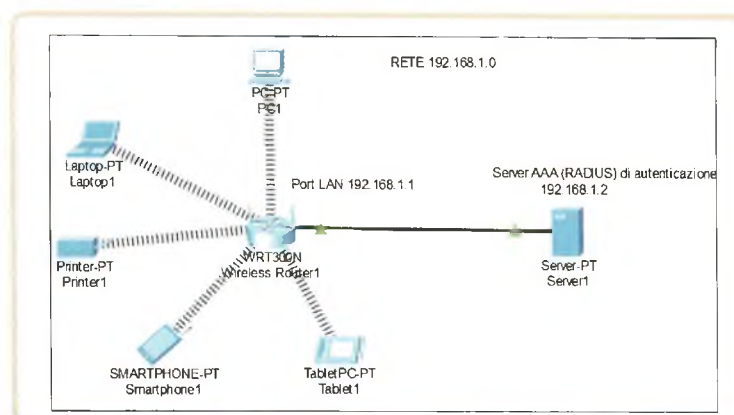 RETE 192.168.1.0
PC-PT
PC1
Laptop-PT
Laptop1
Port LAN 192.168.1.1
Server AAA (RADIUS) di autenticazione
192.168.1.2
Printer-PT
Printer1
WRT300N
Wireless Router1
Server-PT
Server1
SMARTPHONE-PT
Smartphone1
TabletPC-PT
Tablet1